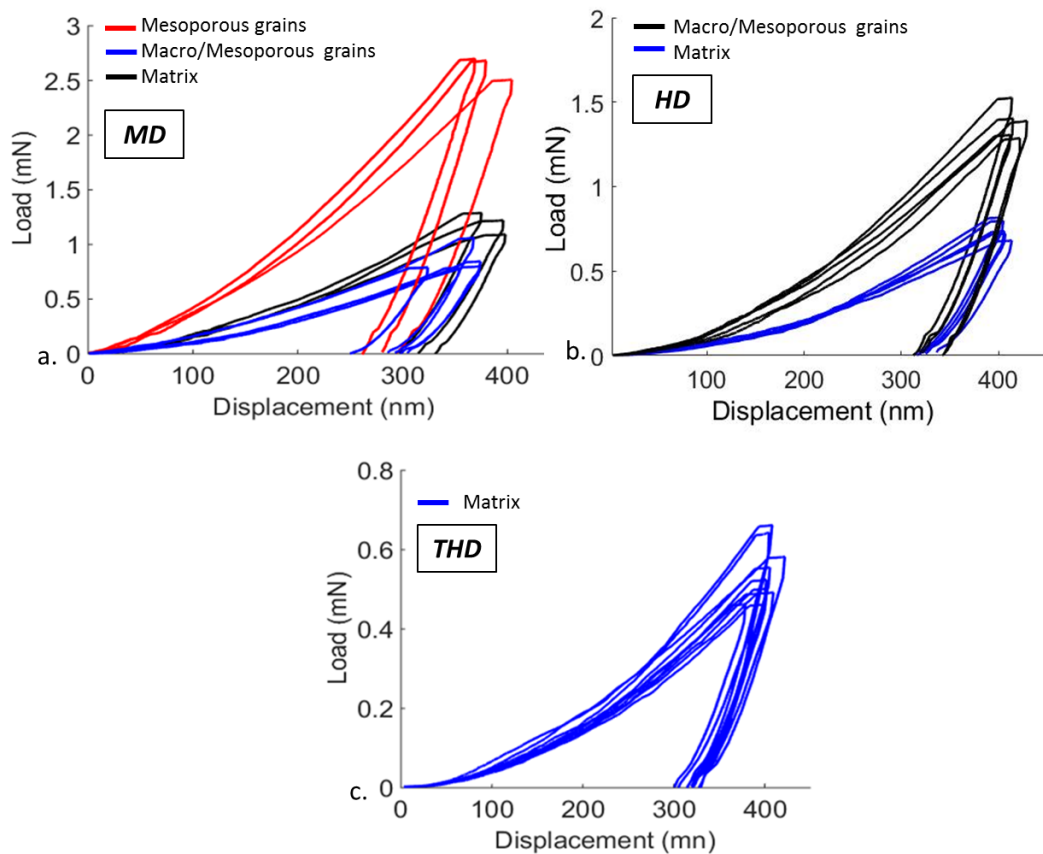 Mesoporous grains
Macro/Mesoporous grains
Matrix
MD
3
2.5
2
1.5
1
0.5
0
Load (mN)
a.
0 100 200 300 400
Displacement (nm)
Macro/Mesoporous grains
Matrix
HD
2
1.5
1
0.5
0
Load (mN)
b.
100 200 300 400
Displacement (nm)
Matrix
THD
0.8
0.6
0.4
0.2
0
Load (mN)
c.
0 100 200 300 400
Displacement (mn)